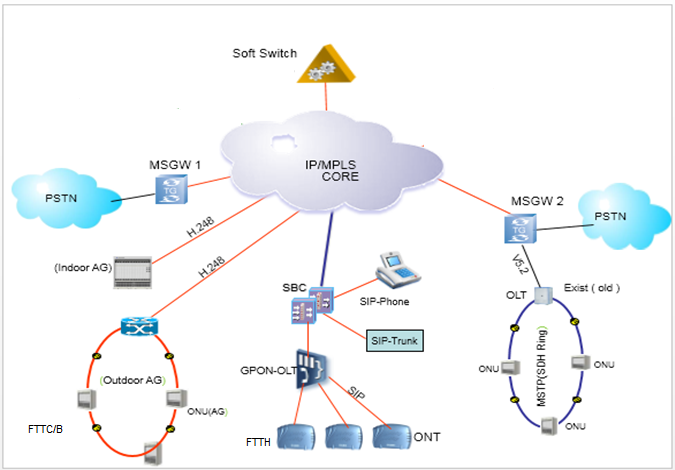 Soft Switch
IP/MPLS
CORE
MSGW 1
TG
PSTN
MSGW 2
TG
PSTN
H.248
(Indoor AG)
H.248
V5.2
SBC
SIP-Phone
OLT
Exist ( old )
SIP-Trunk
GPON-OLT
SIP
(Outdoor AG)
ONU(AG)
FTTC/B
FTTH
ONT
MSTP(SDH Ring)
ONU
ONU
ONU